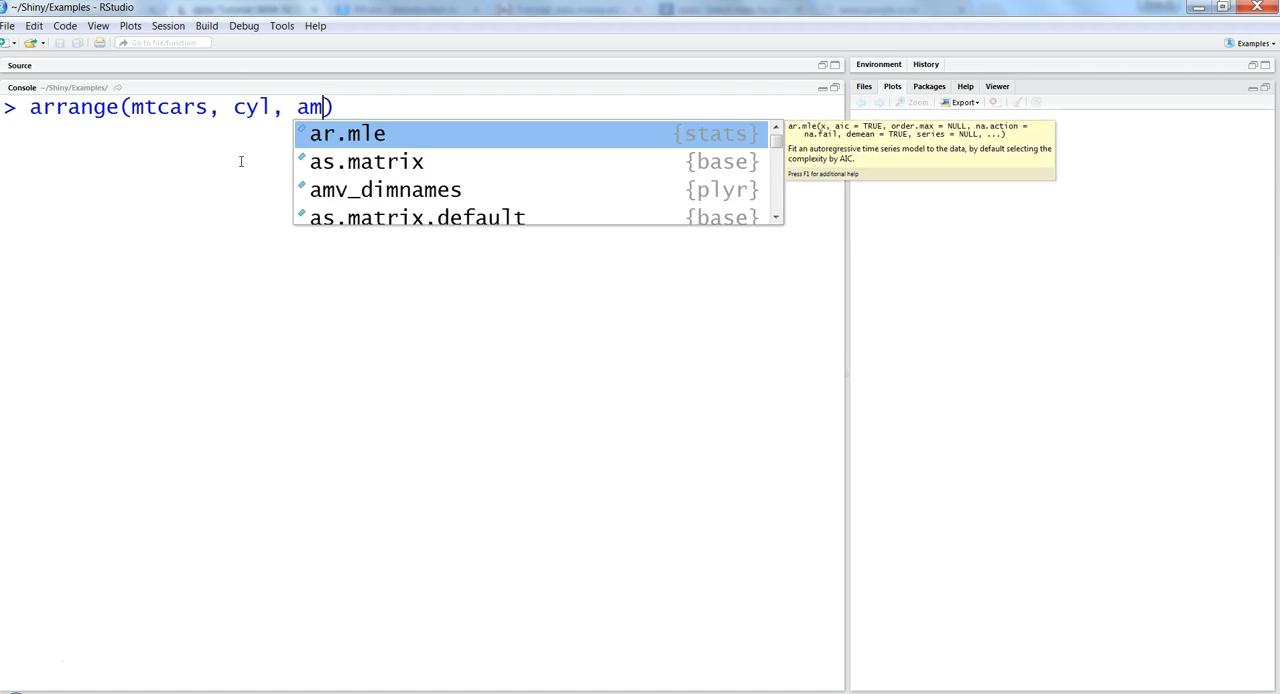 ~/Shiny/Examples - RStudio
File Edit Code View Plots Session Build Debug Tools Help
Go to file/function
Examples
Source
Environment History
Console ~/Shiny/Examples/
Files Plots Packages Help Viewer
Zoom Export
> arrange(mtcars, cyl, am)
ar.mle {stats}
as.matrix {base}
amv_dimnames {plyr}
as.matrix.default {base}
ar.mle(x, aic = TRUE, order.max = NULL, na.action =
na.fail, demean = TRUE, series = NULL, ...)
Fit an autoregressive time series model to the data, by default selecting the
complexity by AIC.
Press F1 for additional help